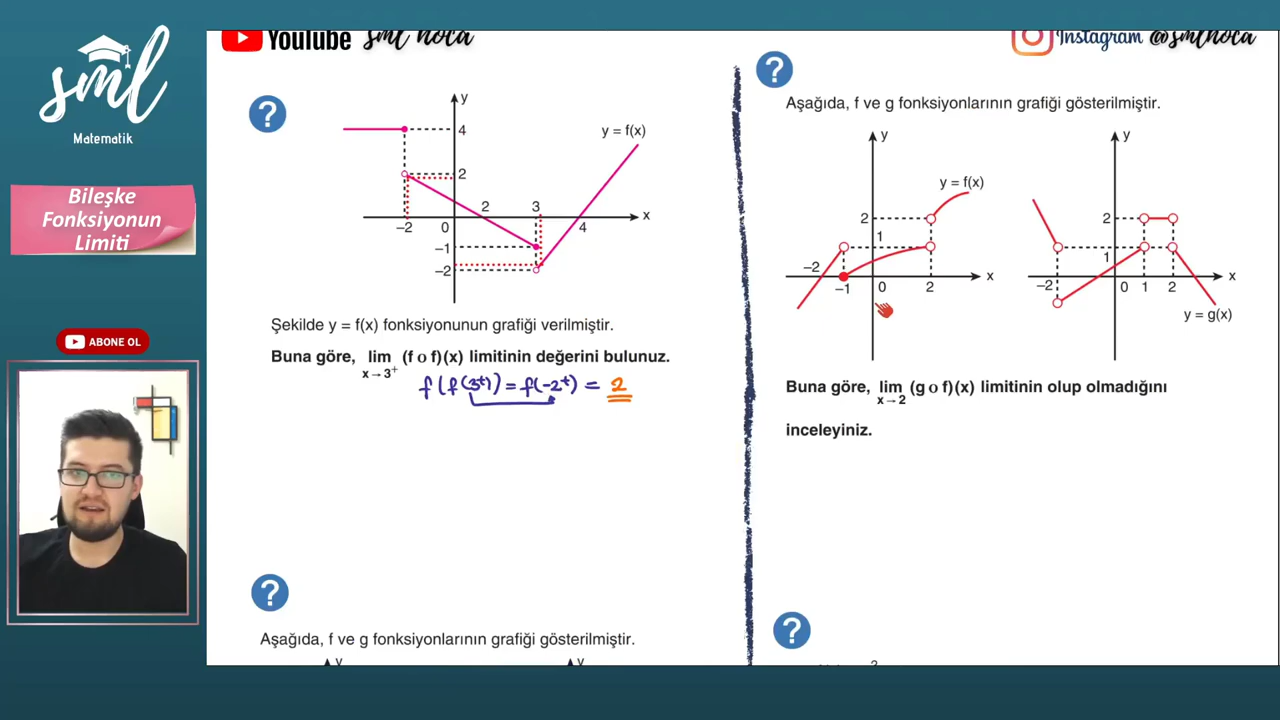 sml
Matematik
Bileşke
Fonksiyonun
Limiti
ABONE OL
YouTube sml hoca
Instagram @smlhoca
?
y
4
y = f(x)
2
2
3
x
−2
0
4
−1
−2
Şekilde y = f(x) fonksiyonunun grafiği verilmiştir.
Buna göre, lim (f o f)(x) limitinin değerini bulunuz.
x → 3⁺
f(f(3⁺) = f(-2⁺) = 2
?
Aşağıda, f ve g fonksiyonlarının grafiği gösterilmiştir.
y
?
Aşağıda, f ve g fonksiyonlarının grafiği gösterilmiştir.
y
y = f(x)
2
1
−2
x
−1
0
2
y
2
1
x
−2
0
1
2
y = g(x)
Buna göre, lim (g o f)(x) limitinin olup olmadığını
x → 2
inceleyiniz.
?